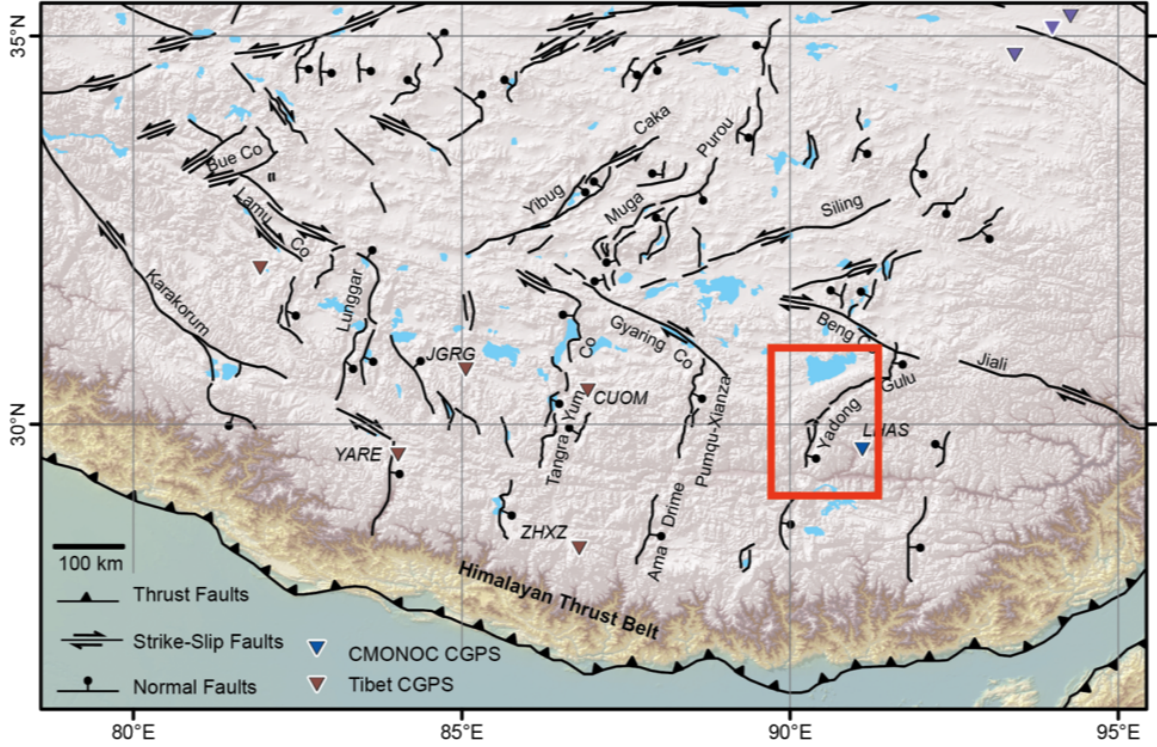 35°N
30°N
Caka
Purou
Bue Co
Yibug
Muga
Siling
Lamu
Co
Karakorum
Lunggar
Gyaring Co
Beng C
Jiali
JGRG
Co
Gulu
CUOM
Yum
Yadong
LHAS
Pumqu-Xianza
Tangra
YARE
Drime
ZHXZ
Ama
100 km
Himalayan Thrust Belt
Thrust Faults
Strike-Slip Faults
CMONOC CGPS
Normal Faults
Tibet CGPS
80°E
85°E
90°E
95°E